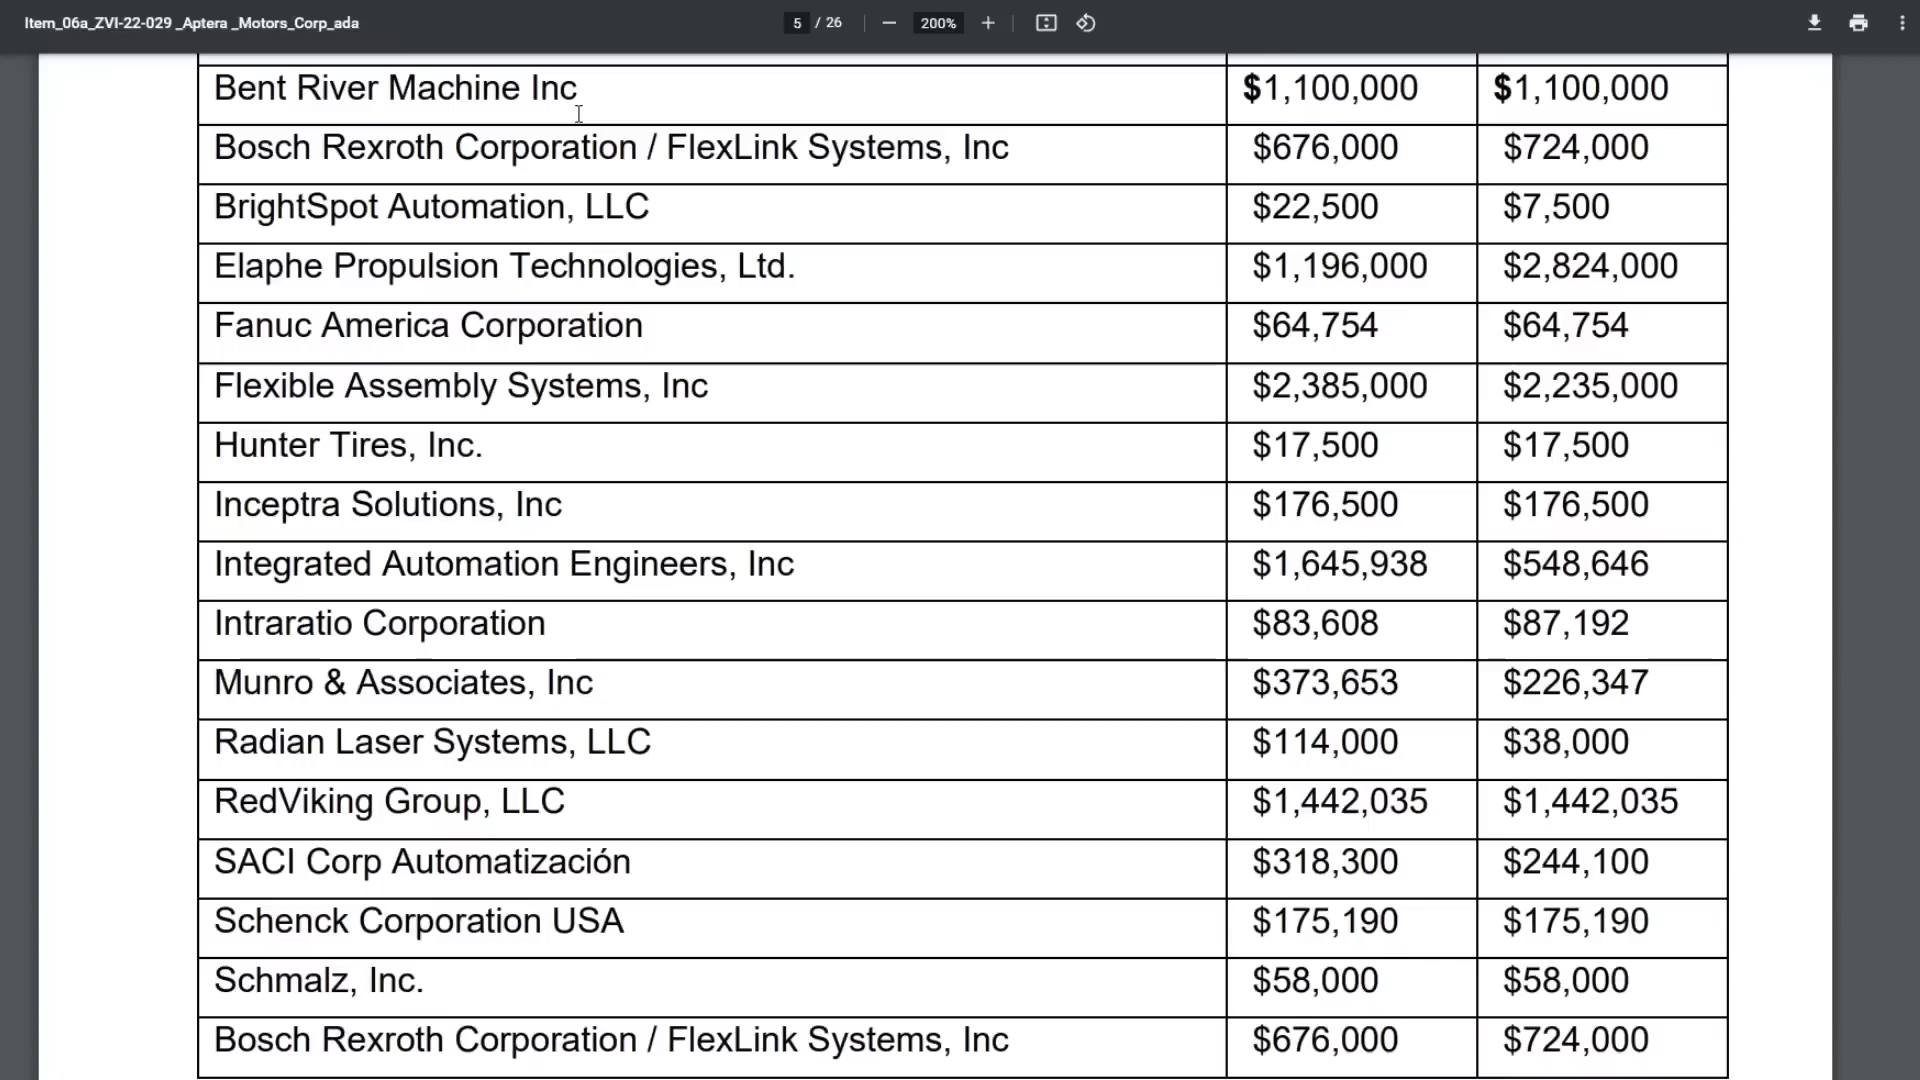 Item_06a_ZVI-22-029 _Aptera _Motors_Corp_ada 5 / 26 200%
Bent River Machine Inc $1,100,000 $1,100,000
Bosch Rexroth Corporation / FlexLink Systems, Inc $676,000 $724,000
BrightSpot Automation, LLC $22,500 $7,500
Elaphe Propulsion Technologies, Ltd. $1,196,000 $2,824,000
Fanuc America Corporation $64,754 $64,754
Flexible Assembly Systems, Inc $2,385,000 $2,235,000
Hunter Tires, Inc. $17,500 $17,500
Inceptra Solutions, Inc $176,500 $176,500
Integrated Automation Engineers, Inc $1,645,938 $548,646
Intraratio Corporation $83,608 $87,192
Munro & Associates, Inc $373,653 $226,347
Radian Laser Systems, LLC $114,000 $38,000
RedViking Group, LLC $1,442,035 $1,442,035
SACI Corp Automatización $318,300 $244,100
Schenck Corporation USA $175,190 $175,190
Schmalz, Inc. $58,000 $58,000
Bosch Rexroth Corporation / FlexLink Systems, Inc $676,000 $724,000